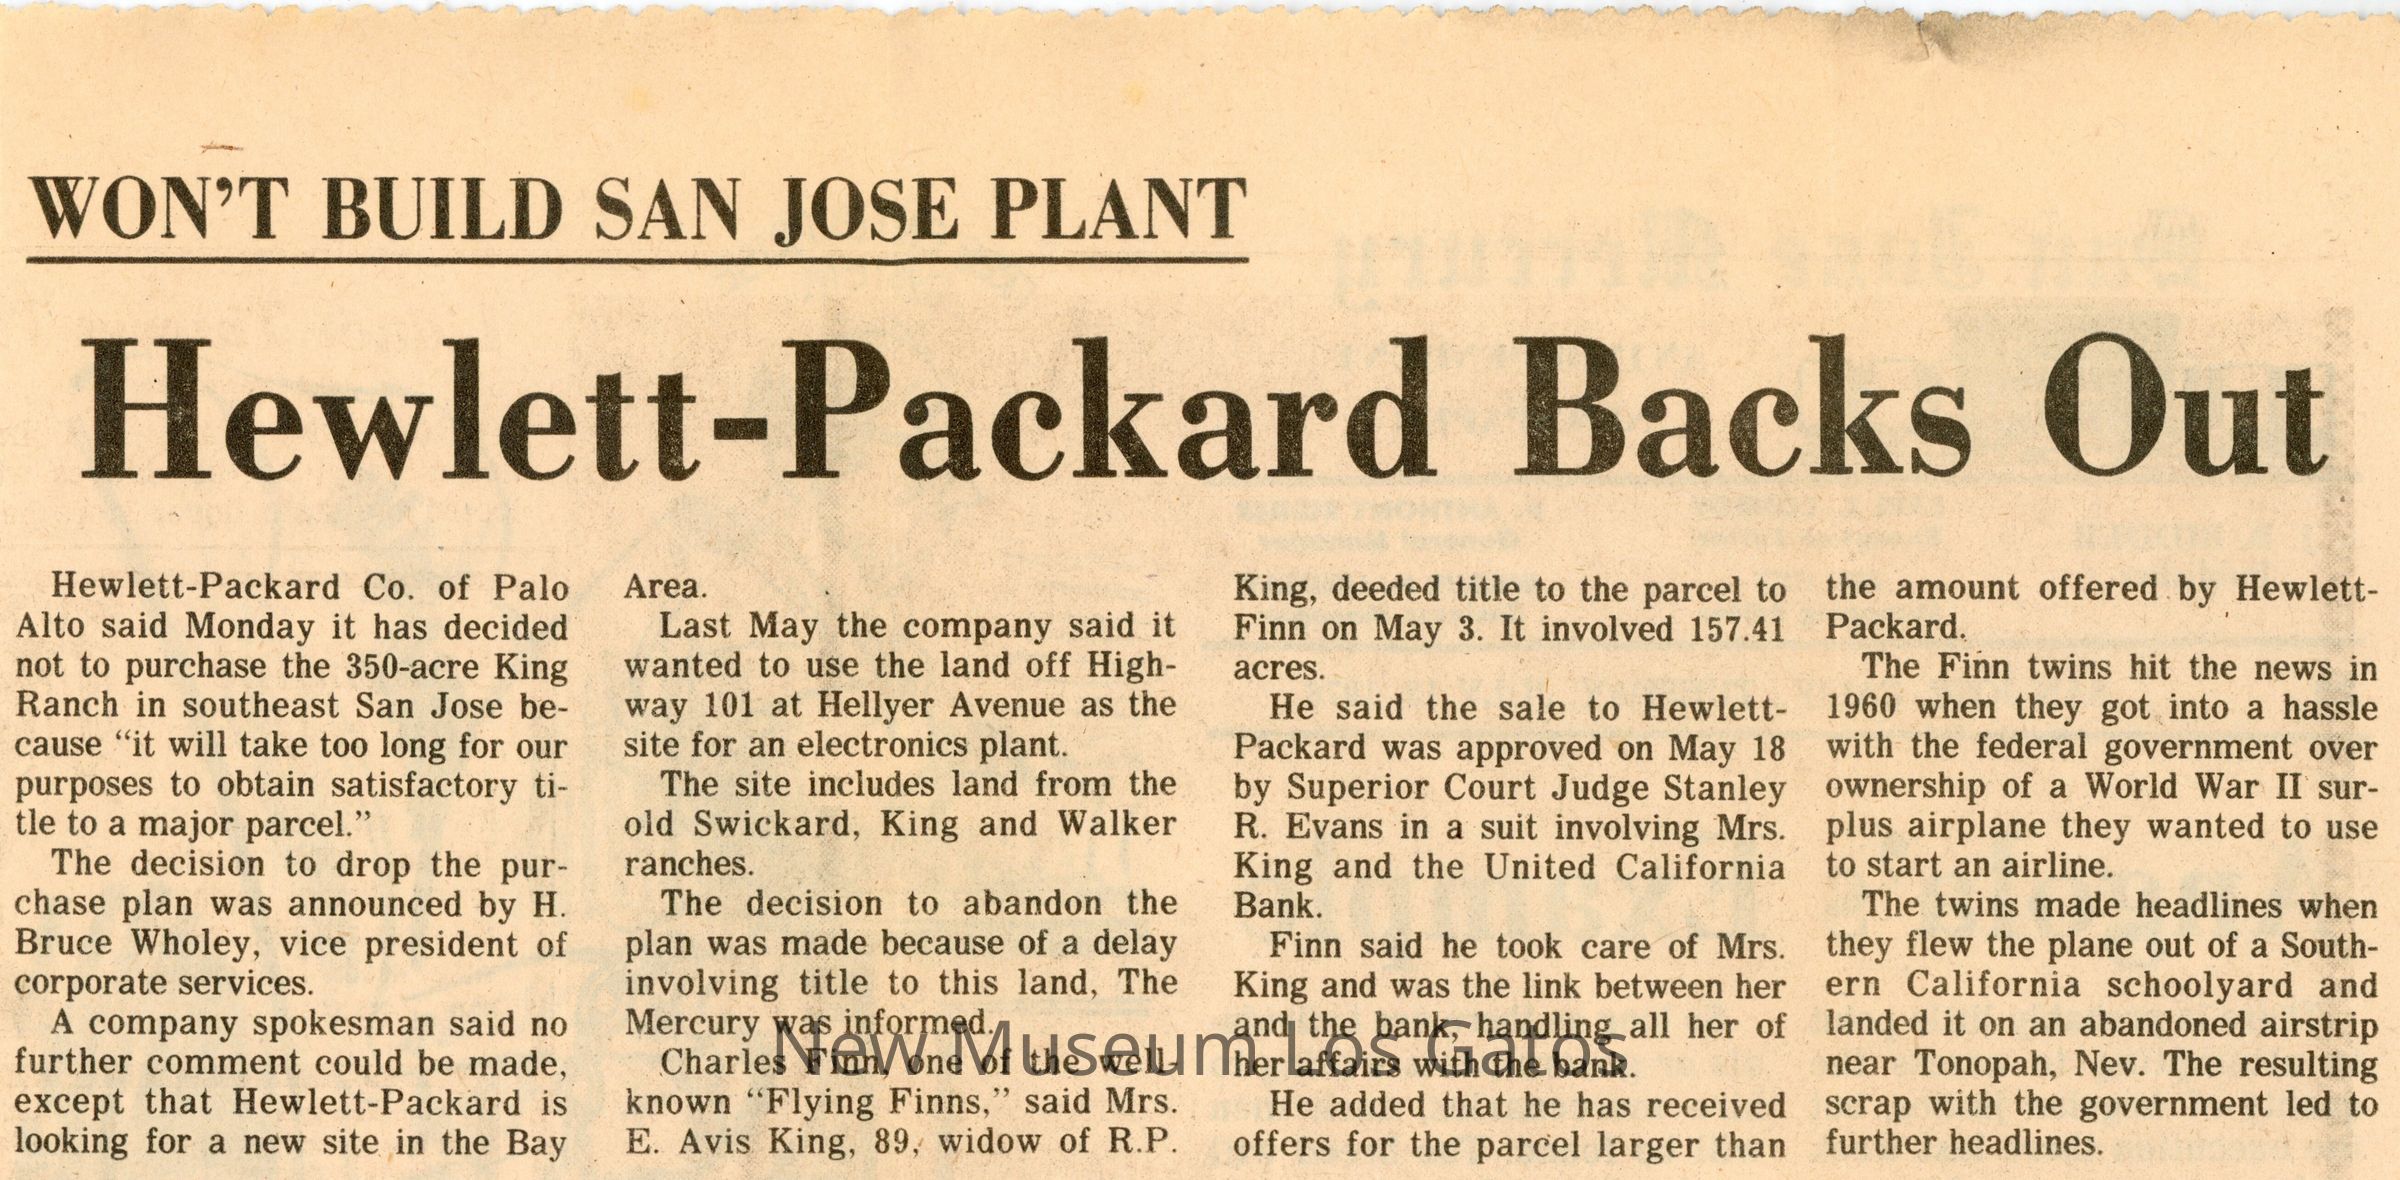 WON'T BUILD SAN JOSE PLANT
Hewlett-Packard Backs Out
Hewlett-Packard Co. of Palo
Alto said Monday it has decided
not to purchase the 350-acre King
Ranch in southeast San Jose be-
cause “it will take too long for our
purposes to obtain satisfactory ti-
tle to a major parcel.”
The decision to drop the pur-
chase plan was announced by H.
Bruce Wholey, vice president of
corporate services.
A company spokesman said no
further comment could be made,
except that Hewlett-Packard is
looking for a new site in the Bay
Area.
Last May the company said it
wanted to use the land off High-
way 101 at Hellyer Avenue as the
site for an electronics plant.
The site includes land from the
old Swickard, King and Walker
ranches.
The decision to abandon the
plan was made because of a delay
involving title to this land, The
Mercury was informed.
Charles Finn, one of the well-
known “Flying Finns,” said Mrs.
E. Avis King, 89, widow of R.P.
King, deeded title to the parcel to
Finn on May 3. It involved 157.41
acres.
He said the sale to Hewlett-
Packard was approved on May 18
by Superior Court Judge Stanley
R. Evans in a suit involving Mrs.
King and the United California
Bank.
Finn said he took care of Mrs.
King and was the link between her
and the bank, handling all her of
her affairs with the bank.
He added that he has received
offers for the parcel larger than
the amount offered by Hewlett-
Packard.
The Finn twins hit the news in
1960 when they got into a hassle
with the federal government over
ownership of a World War II sur-
plus airplane they wanted to use
to start an airline.
The twins made headlines when
they flew the plane out of a South-
ern California schoolyard and
landed it on an abandoned airstrip
near Tonopah, Nev. The resulting
scrap with the government led to
further headlines.
New Museum Los Gatos